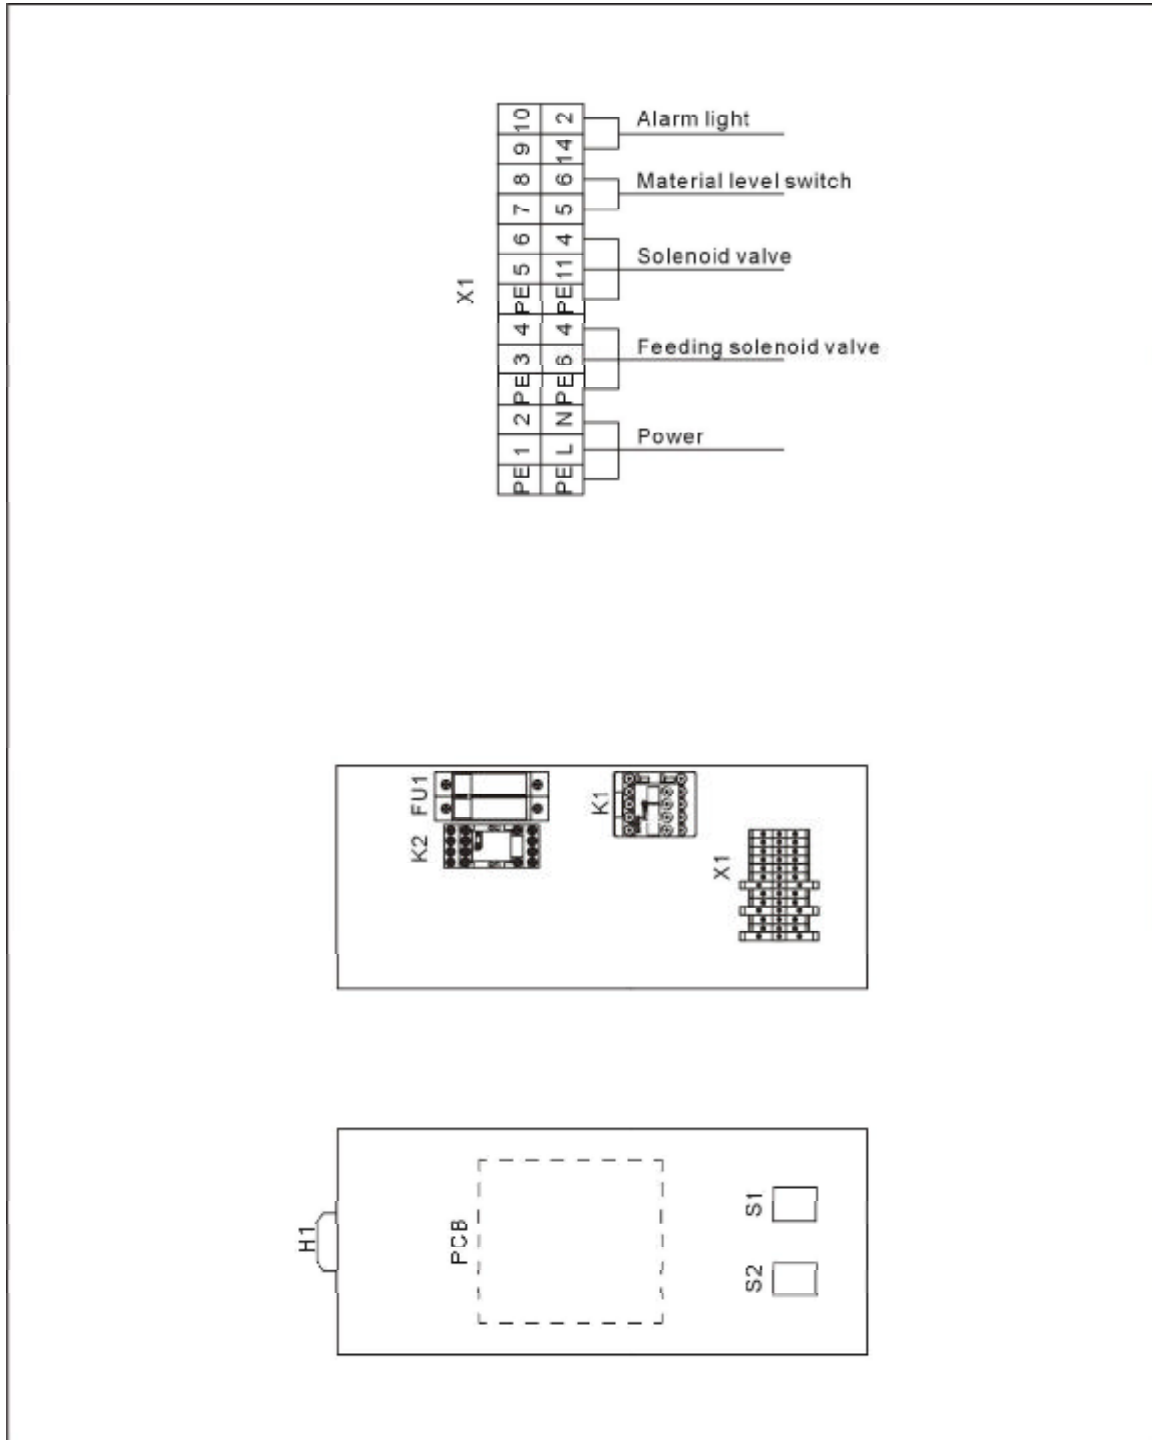 10 2 Alarm light
9 14
8 6 Material level switch
7 5
6 4
5 11 Solenoid valve
X1
PE PE
4 4
3 6 Feeding solenoid valve
PE PE
2 N
1 L Power
PE PE
FU1
K1
K2
X1
S1
H1
PCB
S2